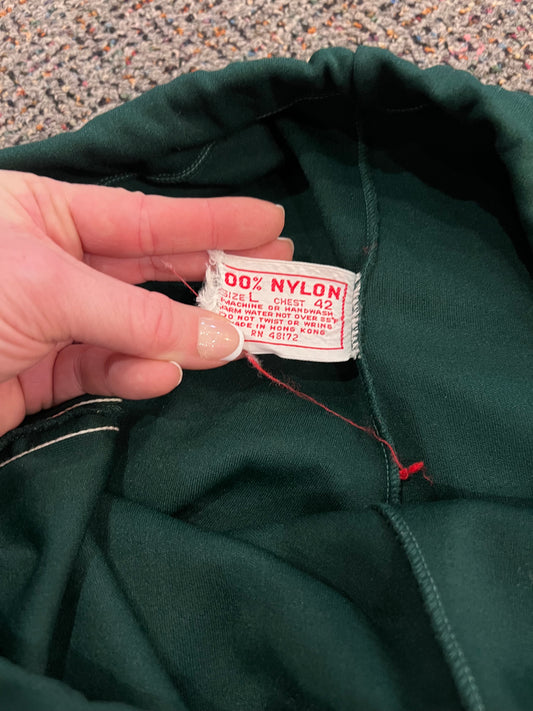 00% NYLON
SIZE L CHEST 42
MACHINE OR HANDWASH
WARM WATER NOT OVER 85°F
DO NOT TWIST OR WRING
MADE IN HONG KONG
RN 48172